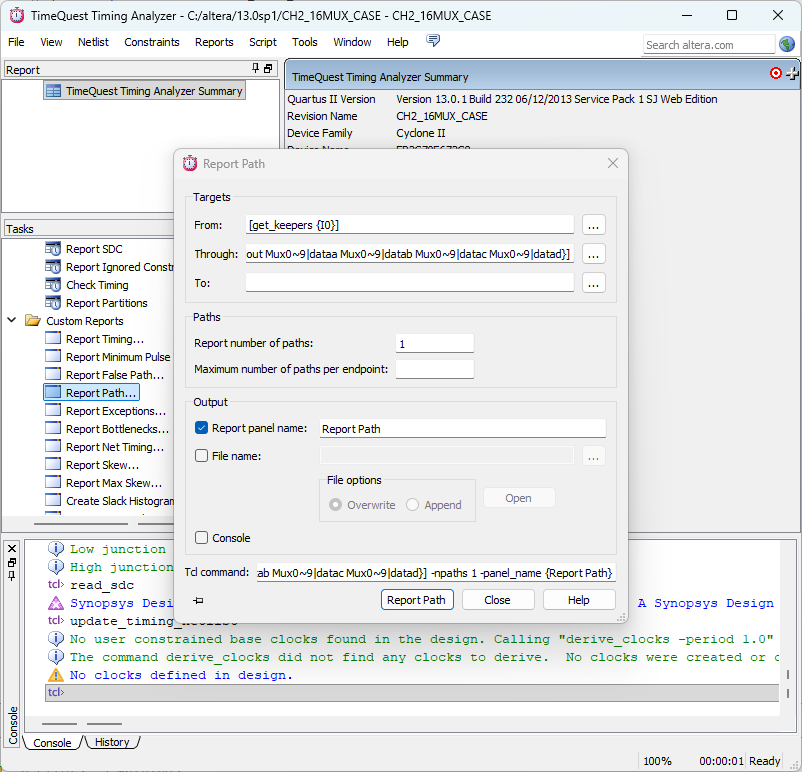 TimeQuest Timing Analyzer - C:/altera/13.0sp1/CH2_16MUX_CASE - CH2_16MUX_CASE
File View Netlist Constraints Reports Script Tools Window Help
Search altera.com
Report
TimeQuest Timing Analyzer Summary
TimeQuest Timing Analyzer Summary
Quartus II Version Version 13.0.1 Build 232 06/12/2013 Service Pack 1 SJ Web Edition
Revision Name CH2_16MUX_CASE
Device Family Cyclone II
Tasks
Report SDC
Report Ignored Constr
Check Timing
Report Partitions
Custom Reports
Report Timing...
Report Minimum Pulse
Report False Path...
Report Path...
Report Exceptions...
Report Bottlenecks...
Report Net Timing...
Report Skew...
Report Max Skew...
Create Slack Histogram
Report Path
Targets
From: [get_keepers {I0}] ...
Through: out Mux0~9|dataa Mux0~9|datab Mux0~9|datac Mux0~9|datad}] ...
To: ...
Paths
Report number of paths: 1
Maximum number of paths per endpoint:
Output
Report panel name: Report Path
File name: ...
File options
Overwrite Append Open
Console
Tcl command: tab Mux0~9|datac Mux0~9|datad}] -npaths 1 -panel_name {Report Path}
Report Path Close Help
Low junction
High junction
tcl> read_sdc
Synopsys Desi A Synopsys Design
tcl> update_timing_netlist
No user constrained base clocks found in the design. Calling "derive_clocks -period 1.0"
The command derive_clocks did not find any clocks to derive. No clocks were created or c
No clocks defined in design.
tcl>
Console
Console History
100% 00:00:01 Ready